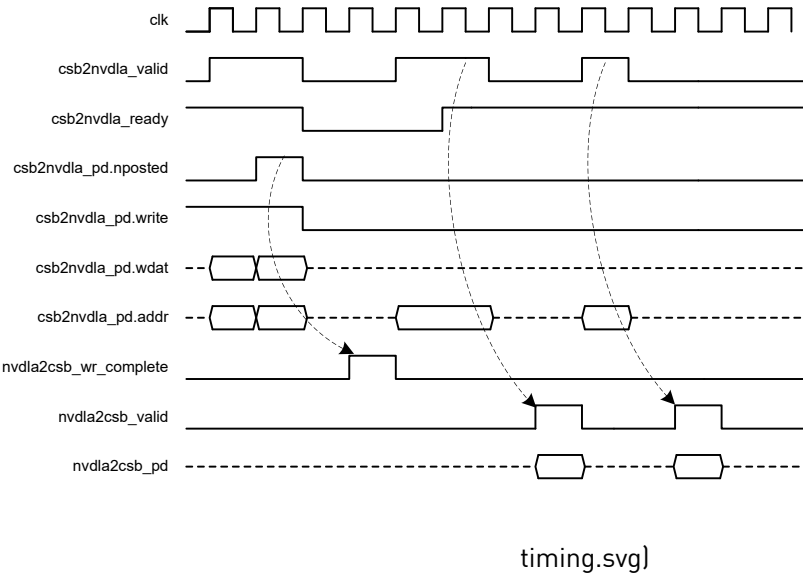 clk
csb2nvdla_valid
csb2nvdla_ready
csb2nvdla_pd.nposted
csb2nvdla_pd.write
csb2nvdla_pd.wdat
csb2nvdla_pd.addr
nvdla2csb_wr_complete
nvdla2csb_valid
nvdla2csb_pd
timing.svg)